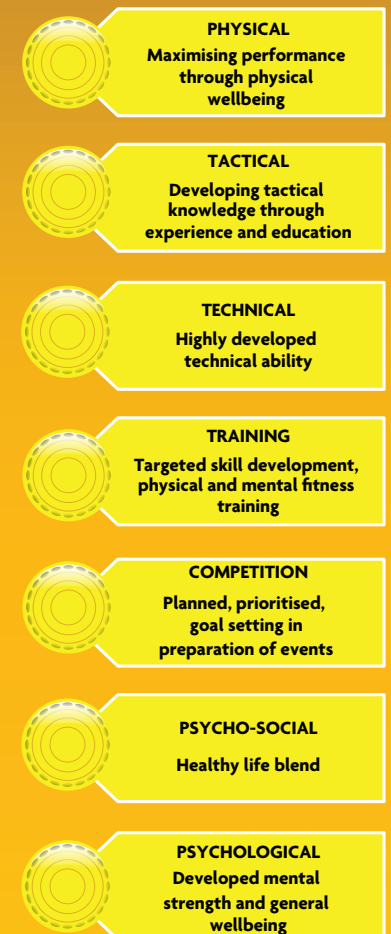 PHYSICAL
Maximising performance
through physical
wellbeing
TACTICAL
Developing tactical
knowledge through
experience and education
TECHNICAL
Highly developed
technical ability
TRAINING
Targeted skill development,
physical and mental fitness
training
COMPETITION
Planned, prioritised,
goal setting in
preparation of events
PSYCHO-SOCIAL
Healthy life blend
PSYCHOLOGICAL
Developed mental
strength and general
wellbeing